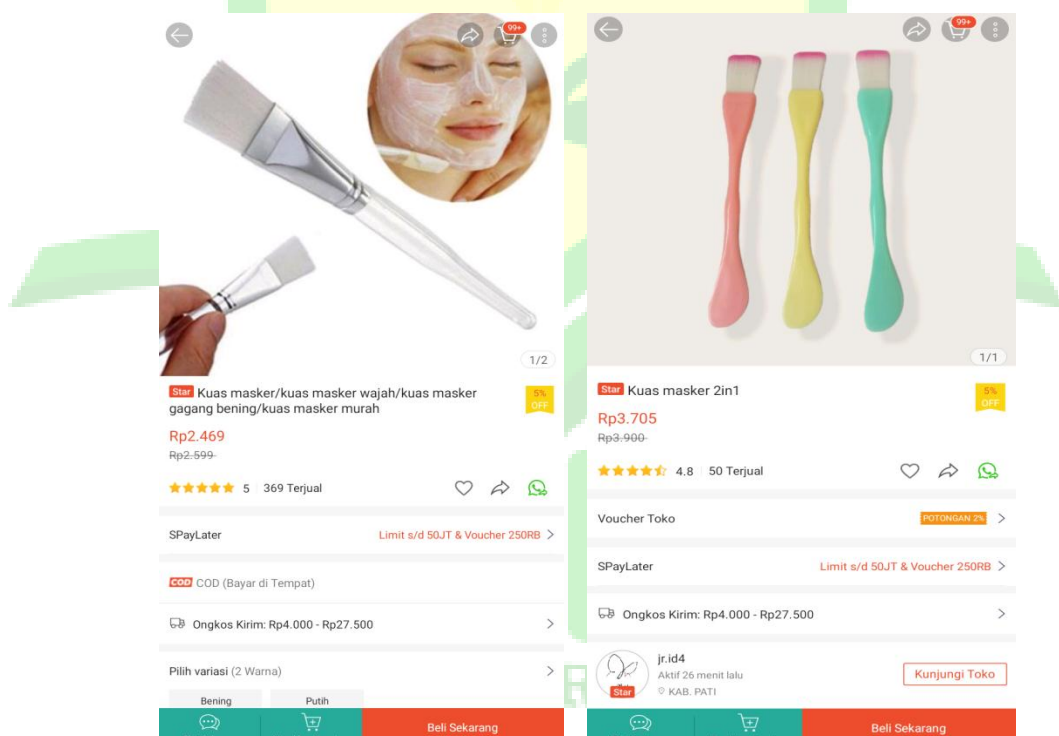 99+
1/2
Star Kuas masker/kuas masker wajah/kuas masker
gagang bening/kuas masker murah
5%
OFF
Rp2.469
Rp2.599
5 369 Terjual
SPayLater Limit s/d 50JT & Voucher 250RB
COD COD (Bayar di Tempat)
Ongkos Kirim: Rp4.000 - Rp27.500
Pilih variasi (2 Warna)
Bening Putih
Beli Sekarang
99+
1/1
Star Kuas masker 2in1
5%
OFF
Rp3.705
Rp3.900
4.8 50 Terjual
Voucher Toko POTONGAN 2%
SPayLater Limit s/d 50JT & Voucher 250RB
Ongkos Kirim: Rp4.000 - Rp27.500
jr.id4
Aktif 26 menit lalu
Star KAB. PATI
Kunjungi Toko
Beli Sekarang